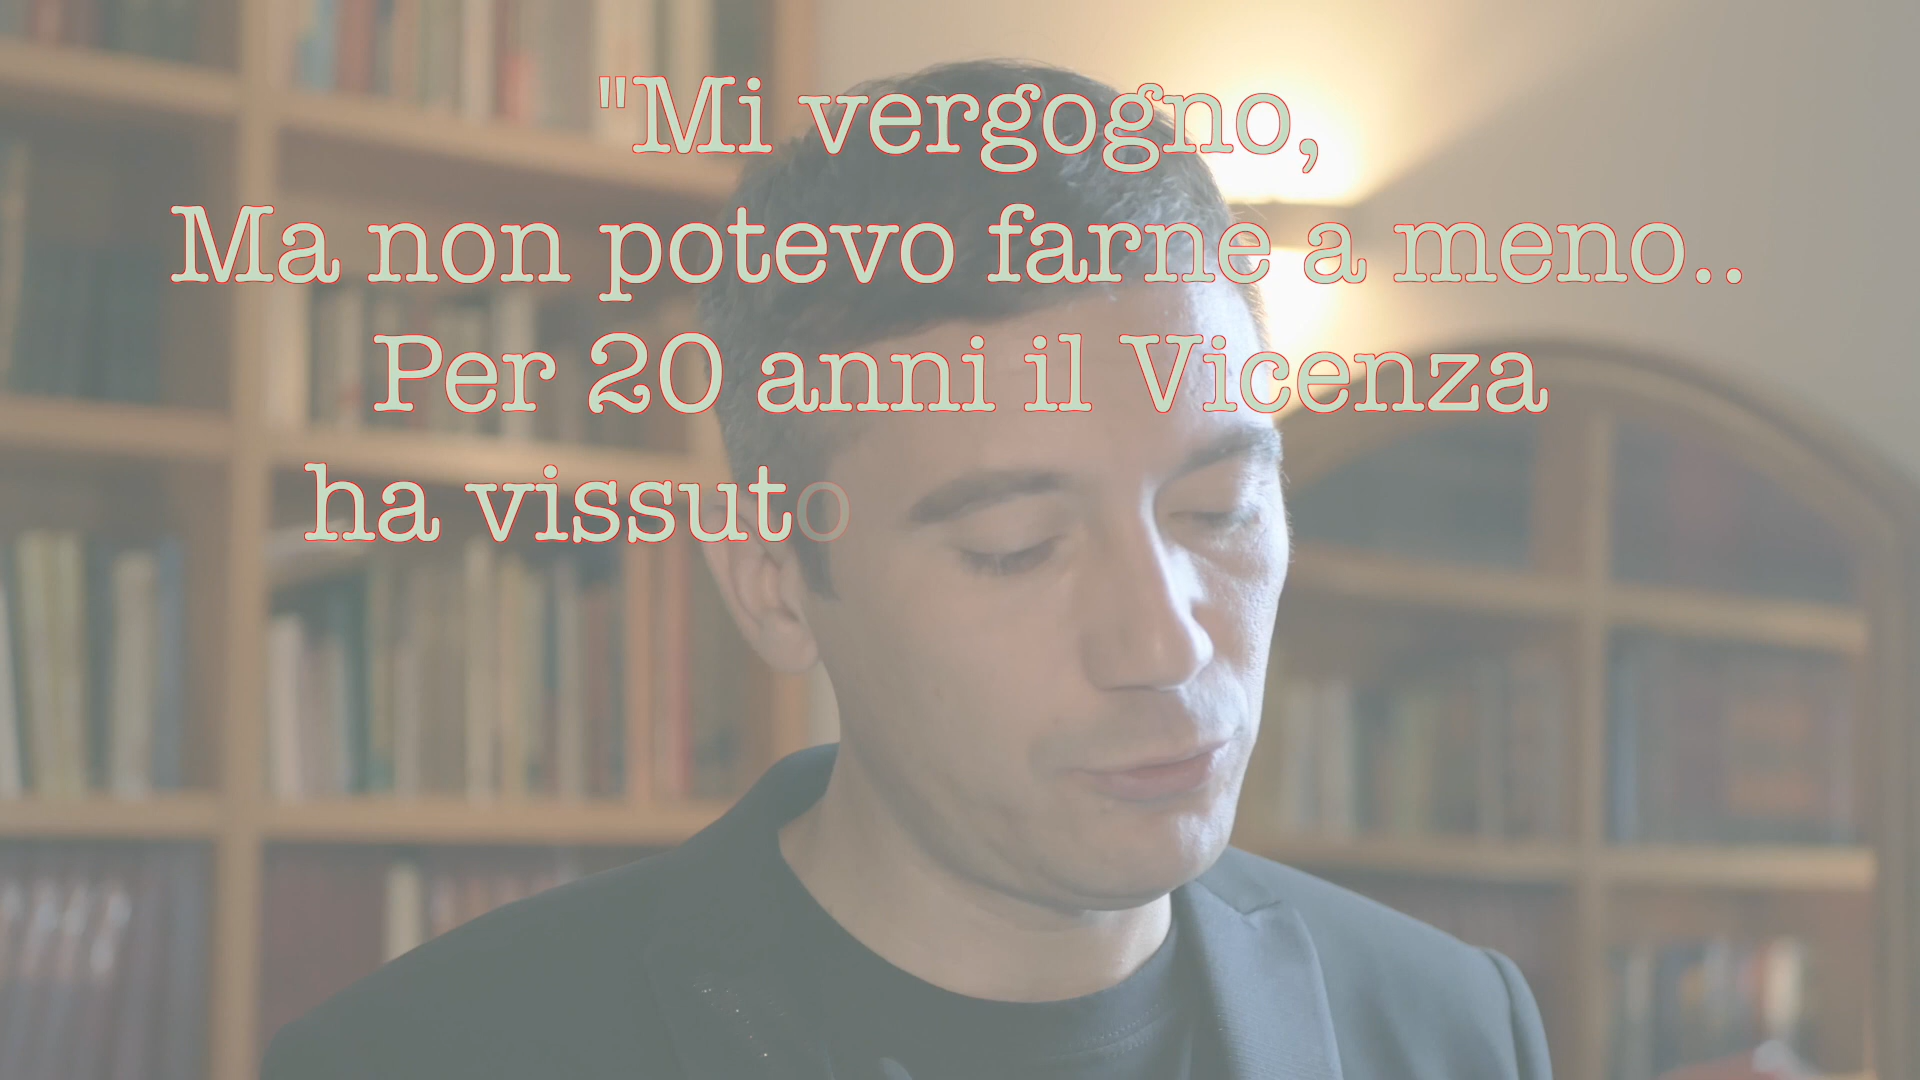 "Mi vergogno,
Ma non potevo farne a meno..
Per 20 anni il Vicenza
ha vissuto